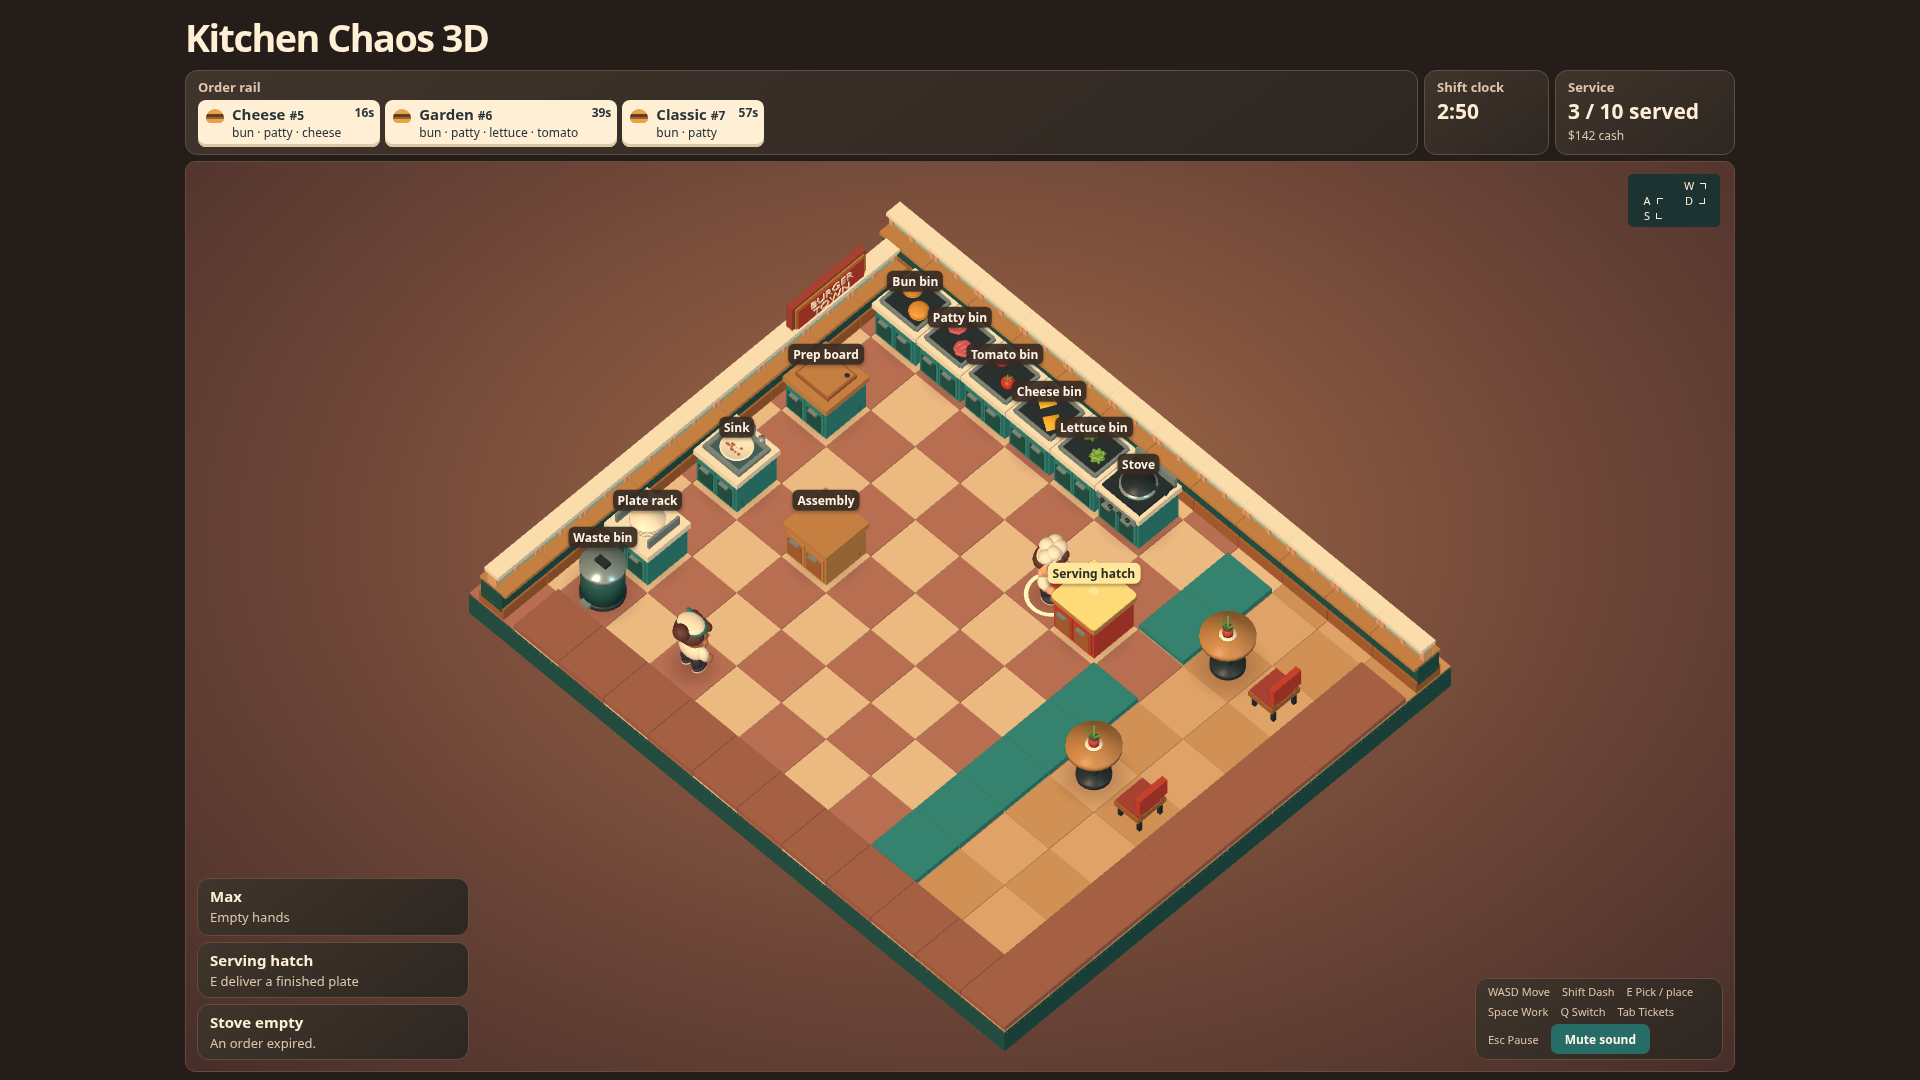 Kitchen Chaos 3D
Order rail
Cheese #5 16s
bun · patty · cheese
Garden #6 39s
bun · patty · lettuce · tomato
Classic #7 57s
bun · patty
Shift clock
2:50
Service
3 / 10 served
$142 cash
W
A D
S
BURGER
TOWN
Bun bin
Patty bin
Prep board
Tomato bin
Cheese bin
Sink
Lettuce bin
Stove
Plate rack
Assembly
Waste bin
Serving hatch
Max
Empty hands
Serving hatch
E deliver a finished plate
Stove empty
An order expired.
WASD Move Shift Dash E Pick / place
Space Work Q Switch Tab Tickets
Esc Pause Mute sound